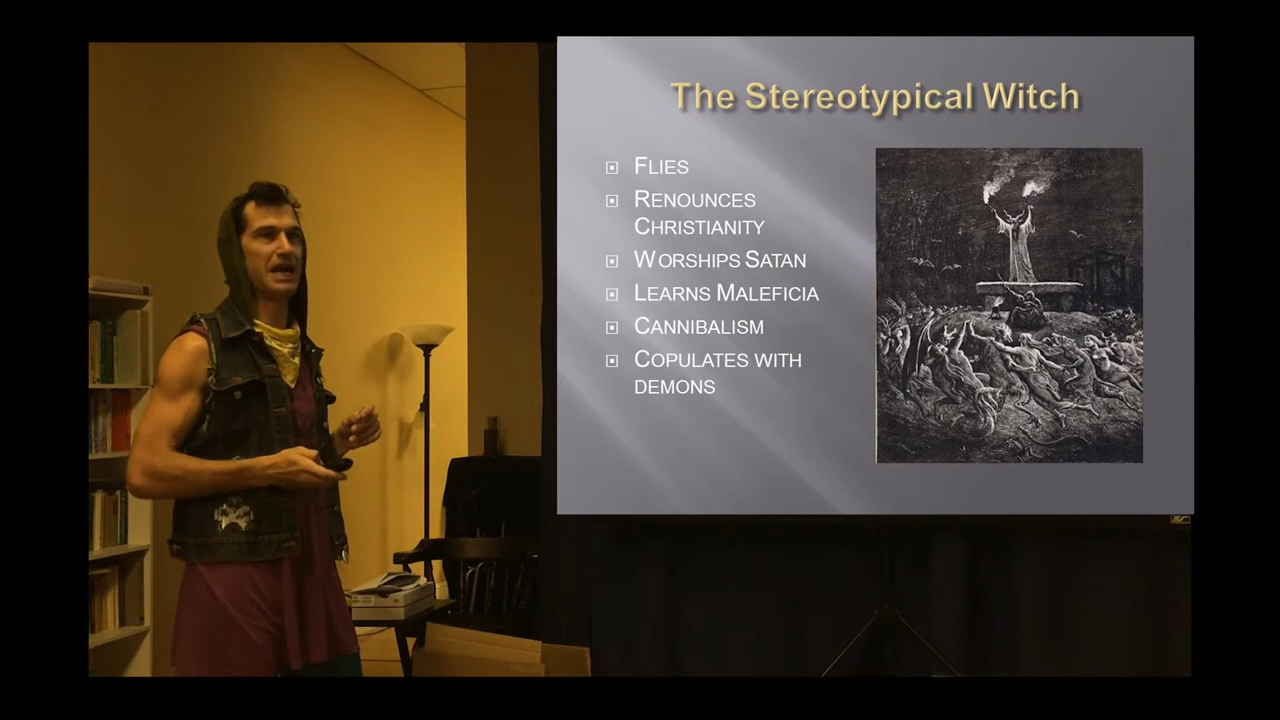 The Stereotypical Witch
FLIES
RENOUNCES
CHRISTIANITY
WORSHIPS SATAN
LEARNS MALEFICIA
CANNIBALISM
COPULATES WITH
DEMONS